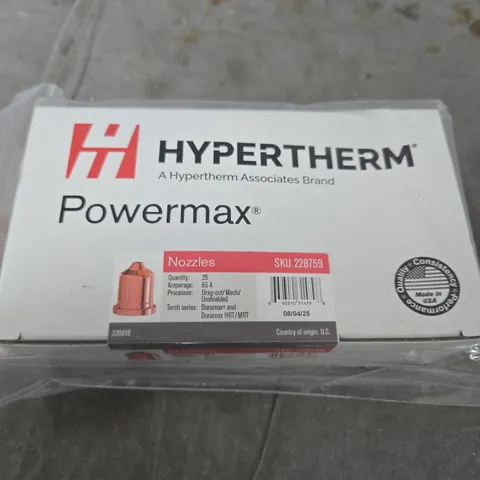 HYPERTHERM®
A Hypertherm Associates Brand
Powermax®
Nozzles SKU 228759
Quantity: 25
Amperage: 65 A
Processes: Drag-cut/ Mech/
Unshielded
Torch series: Duramax® and
Duramax HRT/MRT
08/04/25
220819 Country of origin: U.S.
Quality • Consistency • Performance
Made in
USA